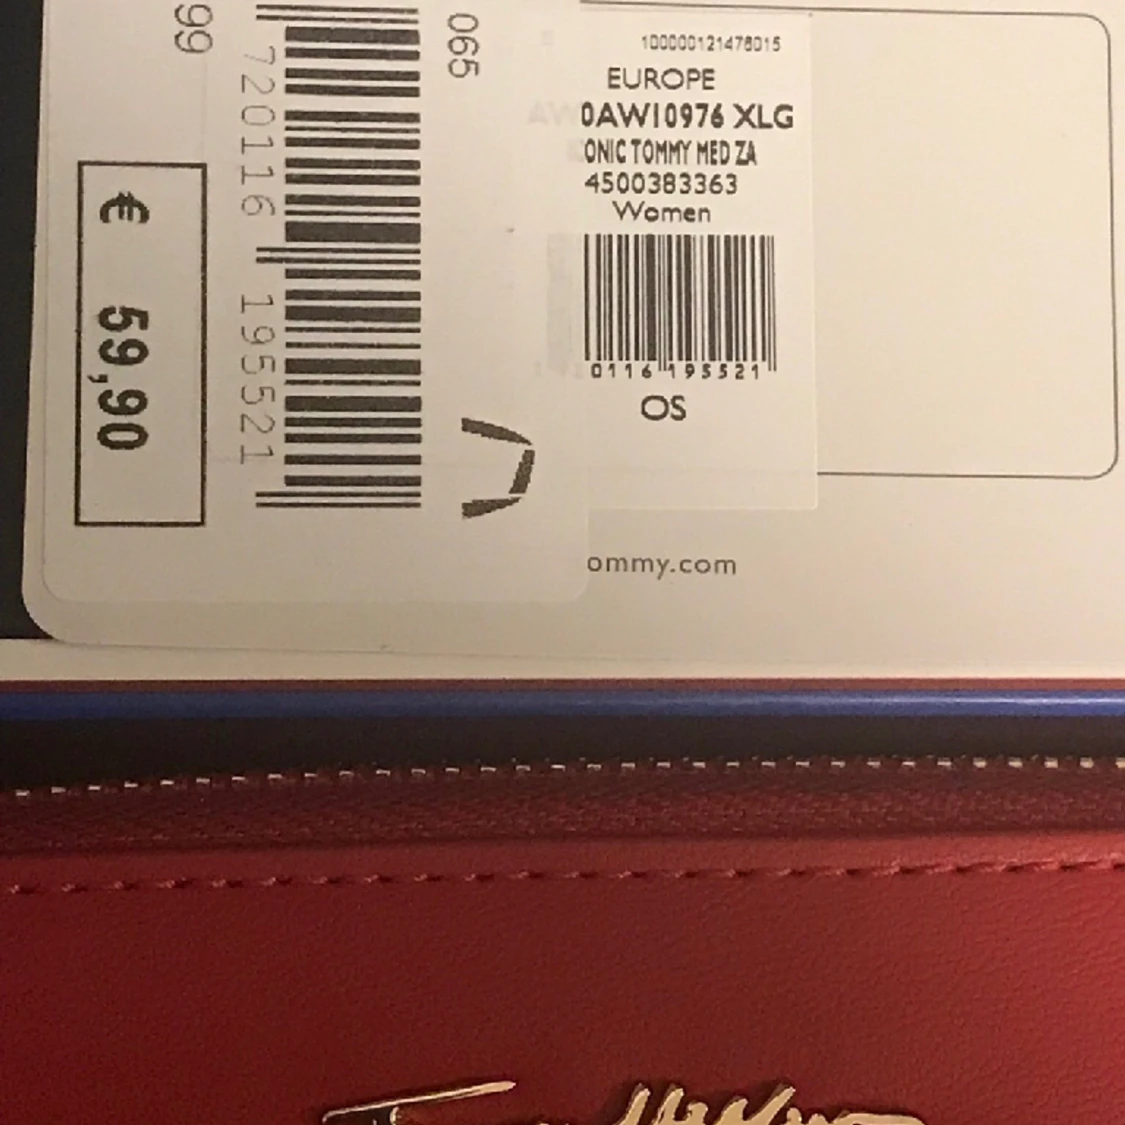 99
720116 195521
065
€ 59,90
100000121478015
EUROPE
0AW10976 XLG
ONIC TOMMY MED ZA
4500383363
Women
0116 195521
OS
ommy.com